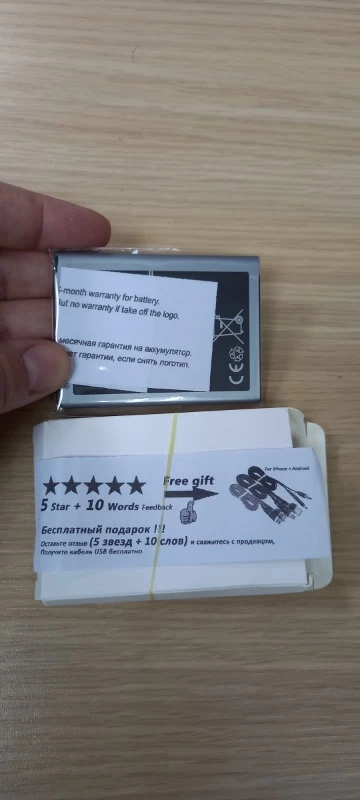 -month warranty for battery.
But no warranty if take off the logo.
-месячная гарантия на аккумулятор.
гарантии, если снять логотип.
CE
Free gift
for iPhone + Android
5 Star + 10 Words Feedback
Бесплатный подарок !!!
Оставьте отзыв (5 звезд + 10 слов) и свяжитесь с продавцом,
Получите кабель USB бесплатно